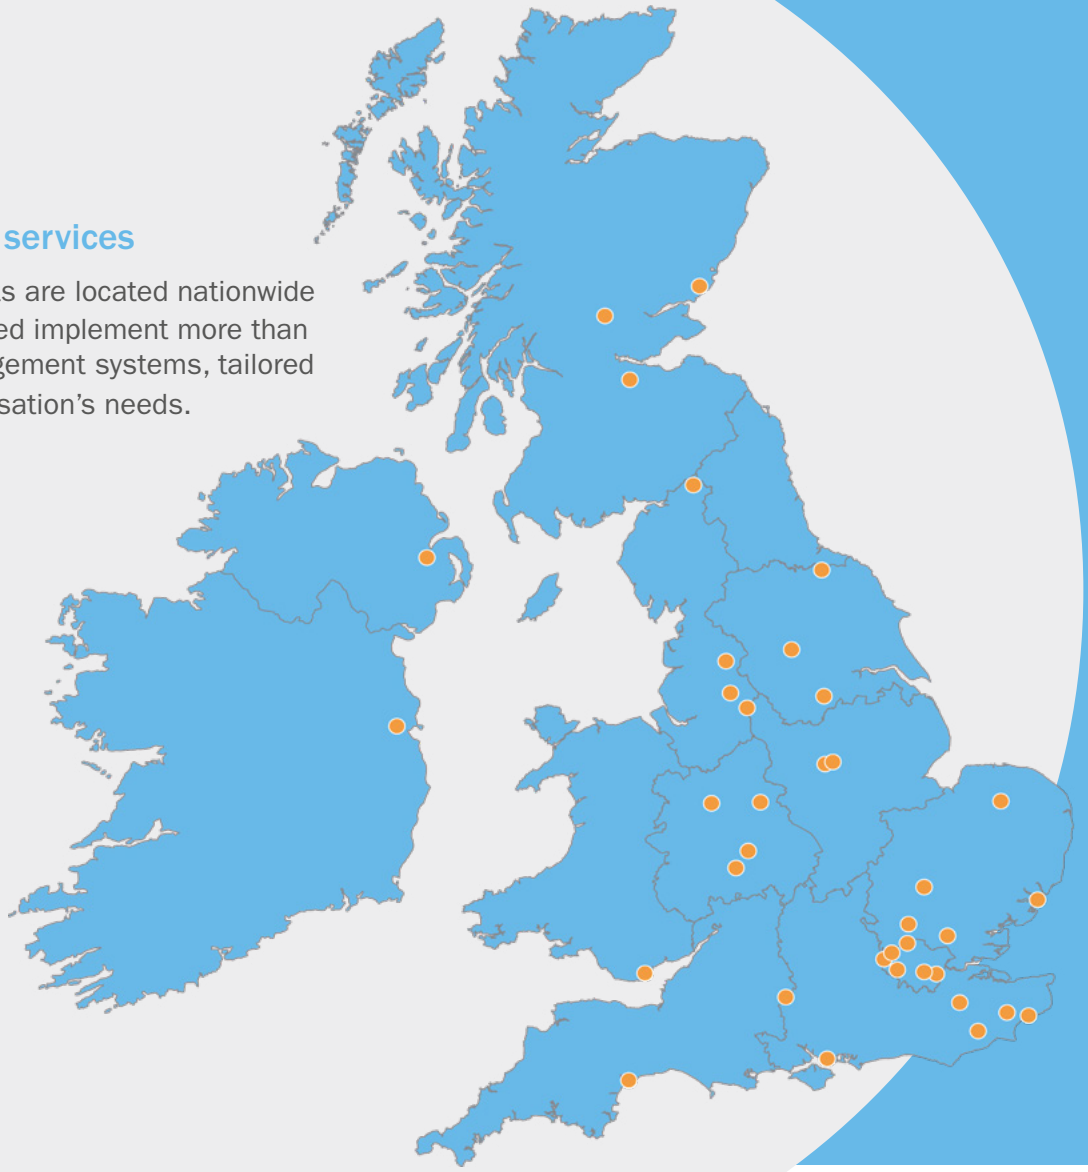 services
s are located nationwide
ed implement more than
gement systems, tailored
sation’s needs.